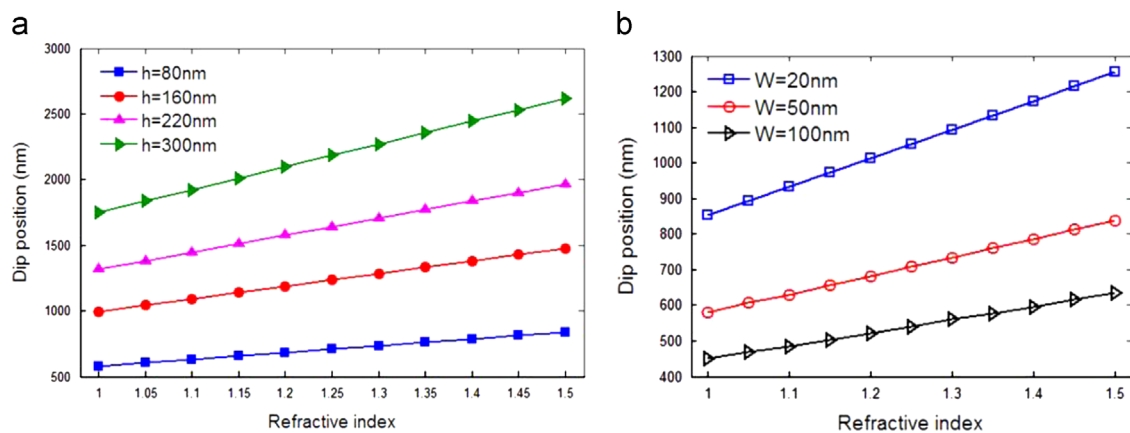 a
3000
2500
2000
1500
1000
500
Dip position (nm)
h=80nm
h=160nm
h=220nm
h=300nm
1 1.05 1.1 1.15 1.2 1.25 1.3 1.35 1.4 1.45 1.5
Refractive index
b
1300
1200
1100
1000
900
800
700
600
500
400
Dip position (nm)
W=20nm
W=50nm
W=100nm
1 1.1 1.2 1.3 1.4 1.5
Refractive index